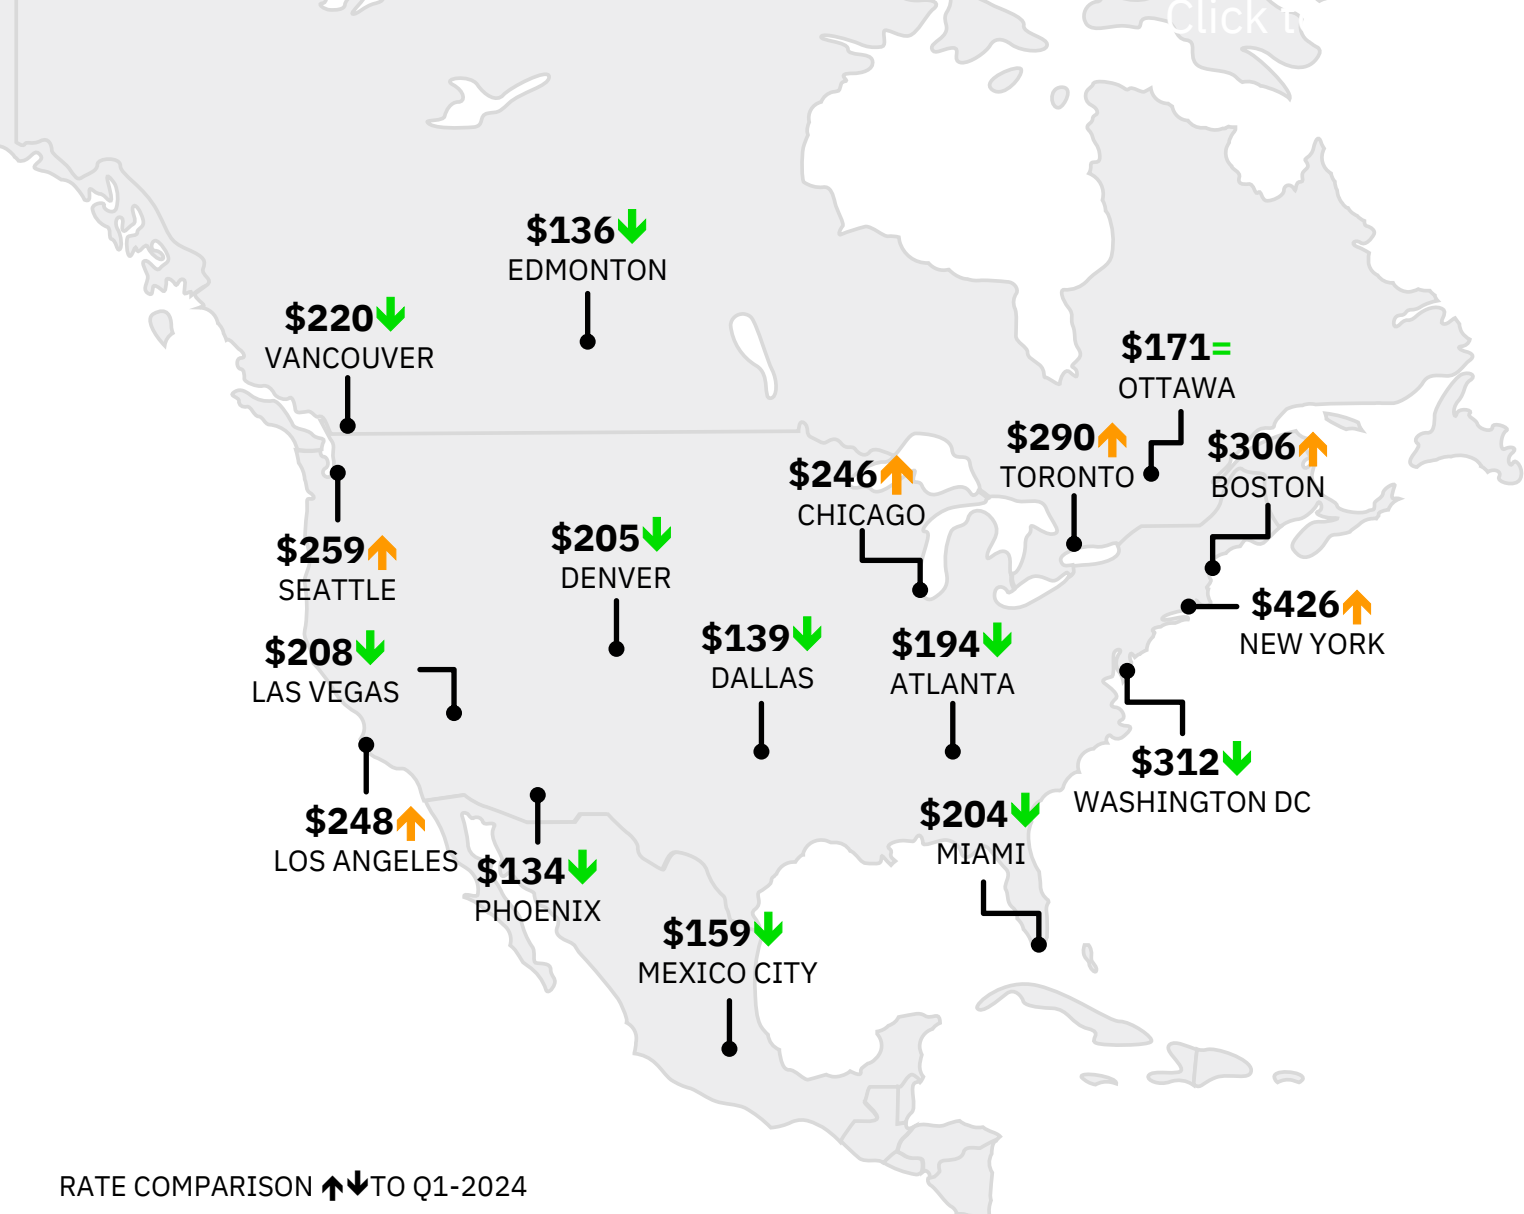 Click t
$136↓
EDMONTON
$220↓
VANCOUVER
$171=
OTTAWA
$290↑
TORONTO
$306↑
BOSTON
$246↑
CHICAGO
$259↑
SEATTLE
$205↓
DENVER
$426↑
NEW YORK
$208↓
LAS VEGAS
$139↓
DALLAS
$194↓
ATLANTA
$312↓
WASHINGTON DC
$248↑
LOS ANGELES
$134↓
PHOENIX
$204↓
MIAMI
$159↓
MEXICO CITY
RATE COMPARISON ↑↓TO Q1-2024